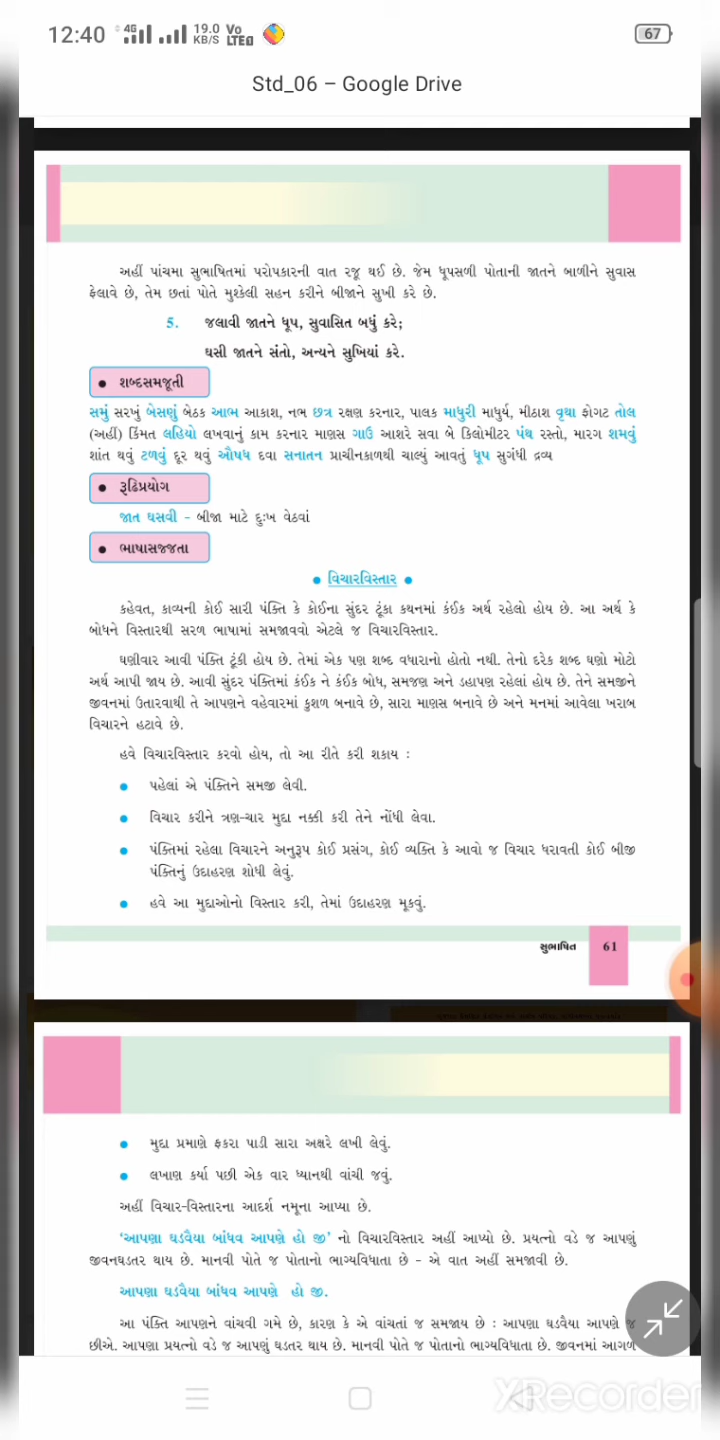 12:40 4G 19.0 KB/S Vo LTE 67
Std_06 – Google Drive
અહીં પાંચમા સુભાષિતમાં પરોપકારની વાત રજૂ થઈ છે. જેમ ધૂપસળી પોતાની જાતને બાળીને સુવાસ
ફેલાવે છે, તેમ છતાં પોતે મુશ્કેલી સહન કરીને બીજાને સુખી કરે છે.
5. જલાવી જાતને ધૂપ, સુવાસિત બધું કરે;
ઘસી જાતને સંતો, અન્યને સુખિયાં કરે.
• શબ્દસમજૂતી
સમું સરખું બેસણું બેઠક આભ આકાશ, નભ છત્ર રક્ષણ કરનાર, પાલક માધુરી માધુર્ય, મીઠાશ વૃથા ફોગટ તોલ
(અહીં) કિંમત લહિયો લખવાનું કામ કરનાર માણસ ગાઉ આશરે સવા બે કિલોમીટર પંથ રસ્તો, મારગ શમવું
શાંત થવું ટળવું દૂર થવું ઔષધ દવા સનાતન પ્રાચીનકાળથી ચાલ્યું આવતું ધૂપ સુગંધી દ્રવ્ય
• રૂઢિપ્રયોગ
જાત ઘસવી – બીજા માટે દુઃખ વેઠવાં
• ભાષાસજ્જતા
• વિચારવિસ્તાર •
કહેવત, કાવ્યની કોઈ સારી પંક્તિ કે કોઈના સુંદર ટૂંકા કથનમાં કંઈક અર્થ રહેલો હોય છે. આ અર્થ કે
બોધને વિસ્તારથી સરળ ભાષામાં સમજાવવો એટલે જ વિચારવિસ્તાર.
ઘણીવાર આવી પંક્તિ ટૂંકી હોય છે. તેમાં એક પણ શબ્દ વધારાનો હોતો નથી. તેનો દરેક શબ્દ ઘણો મોટો
અર્થ આપી જાય છે. આવી સુંદર પંક્તિમાં કંઈક ને કંઈક બોધ, સમજણ અને ડહાપણ રહેલાં હોય છે. તેને સમજીને
જીવનમાં ઉતારવાથી તે આપણને વહેવારમાં કુશળ બનાવે છે, સારા માણસ બનાવે છે અને મનમાં આવેલા ખરાબ
વિચારને હટાવે છે.
હવે વિચારવિસ્તાર કરવો હોય, તો આ રીતે કરી શકાય :
• પહેલાં એ પંક્તિને સમજી લેવી.
• વિચાર કરીને ત્રણ-ચાર મુદ્દા નક્કી કરી તેને નોંધી લેવા.
• પંક્તિમાં રહેલા વિચારને અનુરૂપ કોઈ પ્રસંગ, કોઈ વ્યક્તિ કે આવો જ વિચાર ધરાવતી કોઈ બીજી
પંક્તિનું ઉદાહરણ શોધી લેવું.
• હવે આ મુદ્દાઓનો વિસ્તાર કરી, તેમાં ઉદાહરણ મૂકવું.
સુભાષિત 61
• મુદ્દા પ્રમાણે ફકરા પાડી સારા અક્ષરે લખી લેવું.
• લખાણ કર્યા પછી એક વાર ધ્યાનથી વાંચી જવું.
અહીં વિચાર-વિસ્તારના આદર્શ નમૂના આપ્યા છે.
‘આપણા ઘડવૈયા બાંધવ આપણે હો જી’ નો વિચારવિસ્તાર અહીં આપ્યો છે. પ્રયત્નો વડે જ આપણું
જીવનઘડતર થાય છે. માનવી પોતે જ પોતાનો ભાગ્યવિધાતા છે – એ વાત અહીં સમજાવી છે.
આપણા ઘડવૈયા બાંધવ આપણે હો જી.
આ પંક્તિ આપણને વાંચવી ગમે છે, કારણ કે એ વાંચતાં જ સમજાય છે : આપણા ઘડવૈયા આપણે જ
છીએ. આપણા પ્રયત્નો વડે જ આપણું ઘડતર થાય છે. માનવી પોતે જ પોતાનો ભાગ્યવિધાતા છે. જીવનમાં આગળ
XRecorder